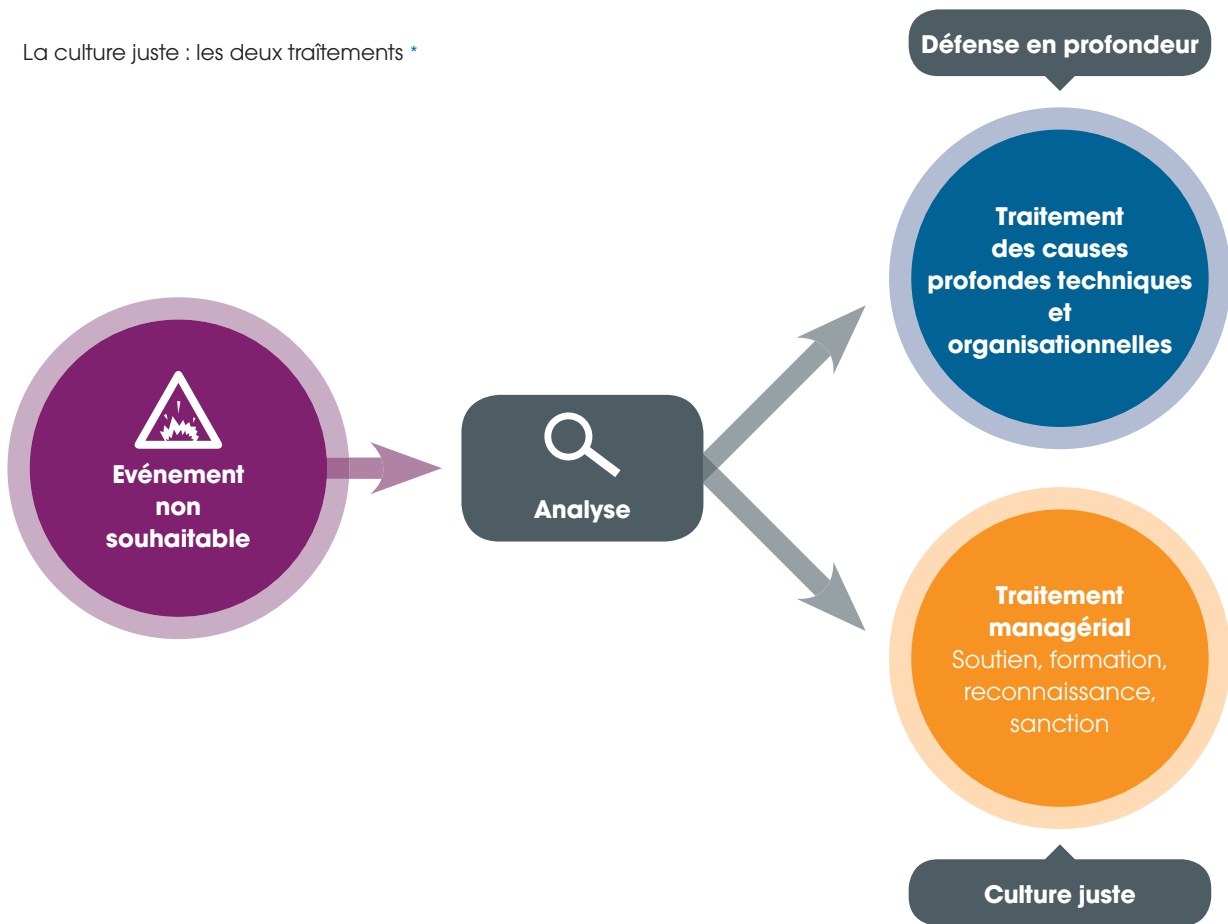 La culture juste : les deux traîtements *
Défense en profondeur
Traitement
des causes
profondes techniques
et
organisationnelles
Evénement
non
souhaitable
Analyse
Traitement
managérial
Soutien, formation,
reconnaissance,
sanction
Culture juste